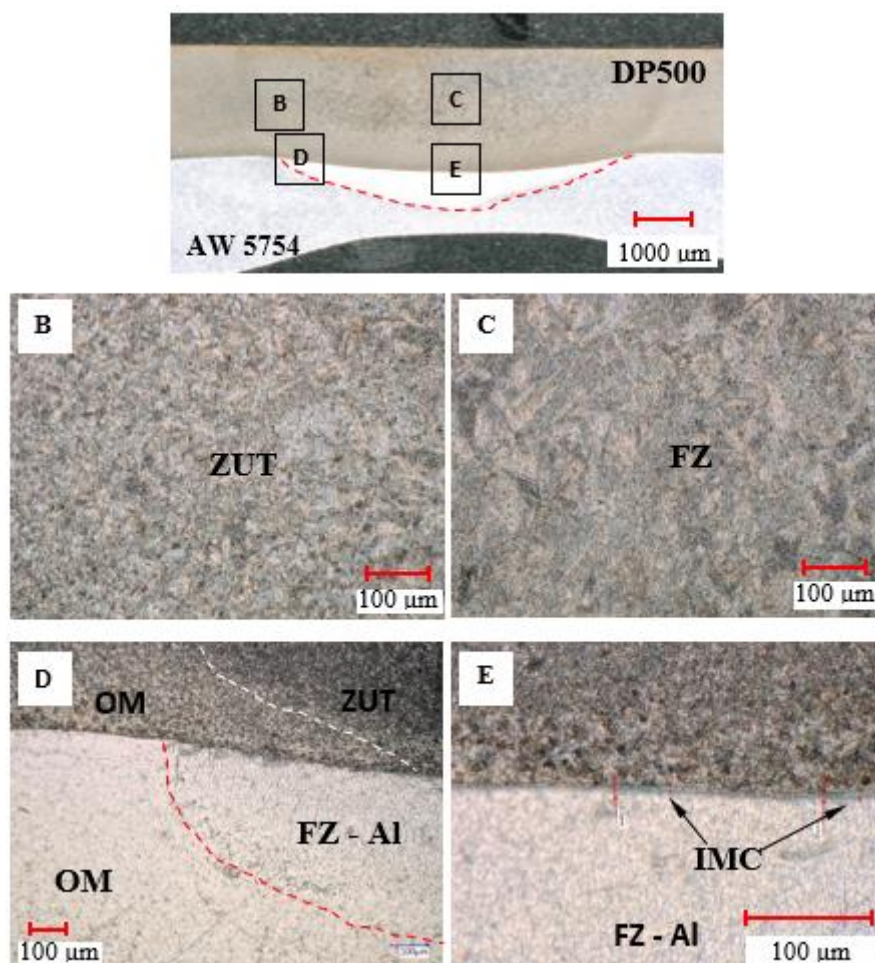 DP500
B
C
D
E
AW 5754
1000 µm
B
ZUT
100 µm
C
FZ
100 µm
D
OM
ZUT
FZ - Al
OM
100 µm
E
IMC
FZ - Al
100 µm